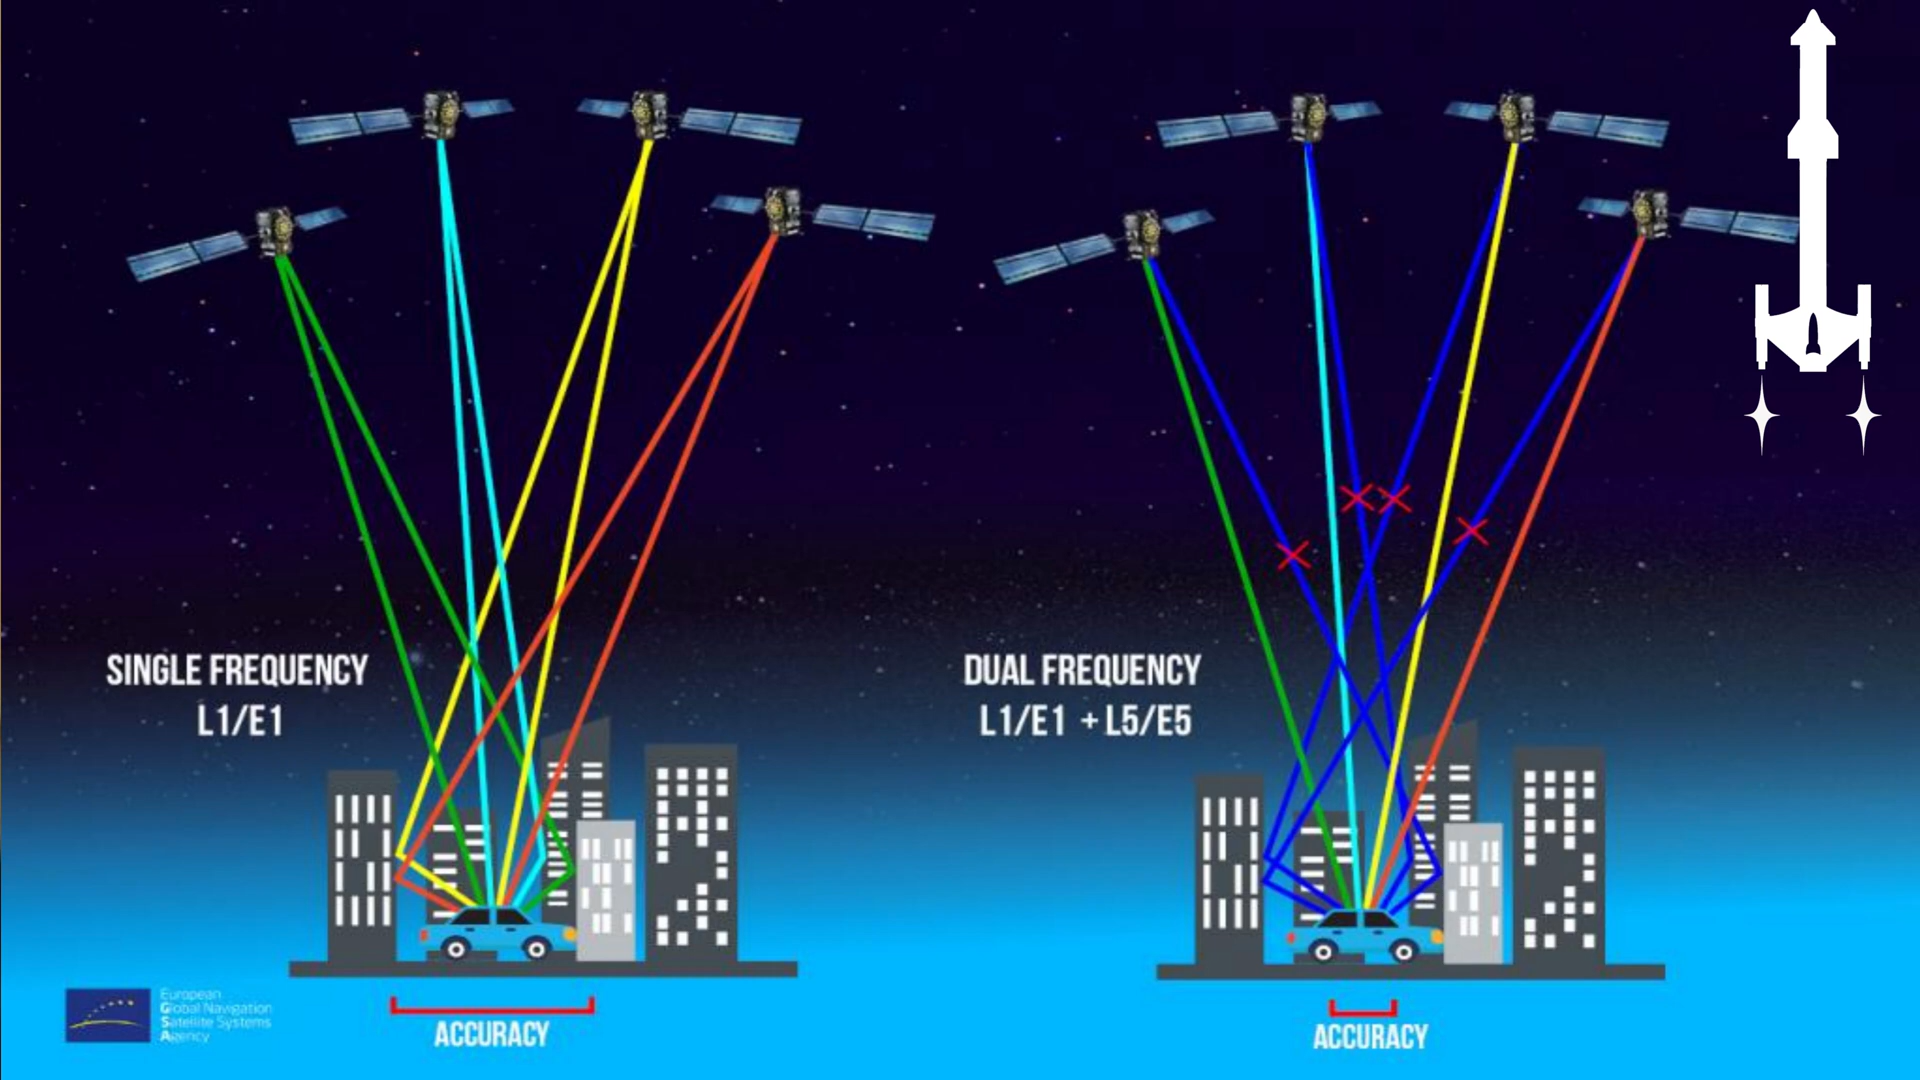 SINGLE FREQUENCY
L1/E1
DUAL FREQUENCY
L1/E1 + L5/E5
European
Global Navigation
Satellite Systems
Agency
ACCURACY
ACCURACY